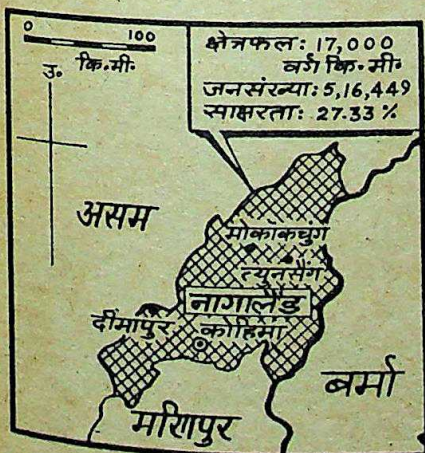 0 100
कि.मी.
उ.
क्षेत्रफल: 17,000
वर्ग कि.मी.
जनसंख्या: 5,16,449
साक्षरता: 27.33 %
असम
मोकोकचुंग
त्युनसैंग
नागालैंड
दीमापुर कोहिमा
बर्मा
मणिपुर